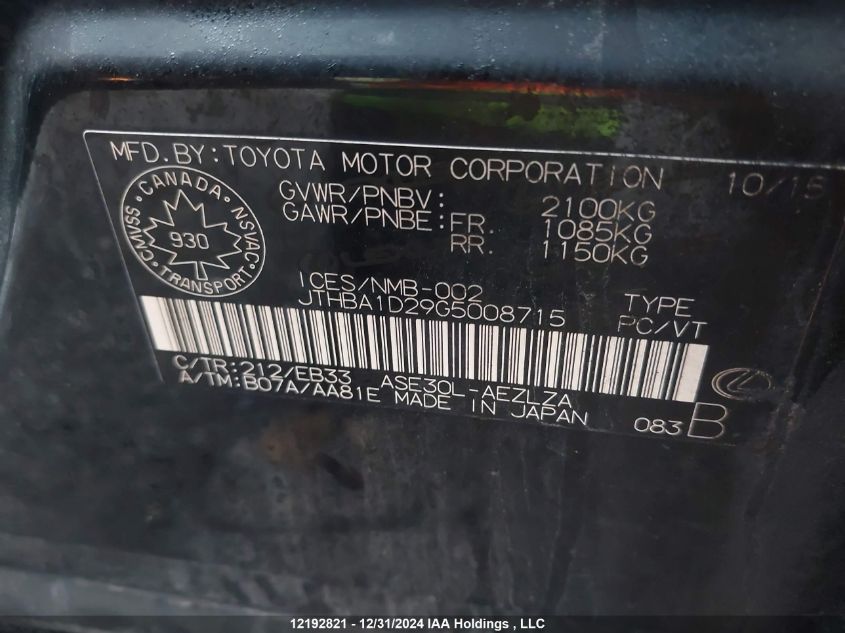 MFD.BY:TOYOTA MOTOR CORPORATION 10/15
GVWR/PNBV: 2100KG
GAWR/PNBE:FR. 1085KG
RR. 1150KG
CANADA
CMVSS NSVAC
930
TRANSPORT
ICES/NMB-002
JTHBA1D29G5008715
TYPE
PC/VT
C/TR:212/EB33 ASE30L-AEZLZA
A/TM:B07A/AA81E MADE IN JAPAN
083 B
12192821 - 12/31/2024 IAA Holdings , LLC